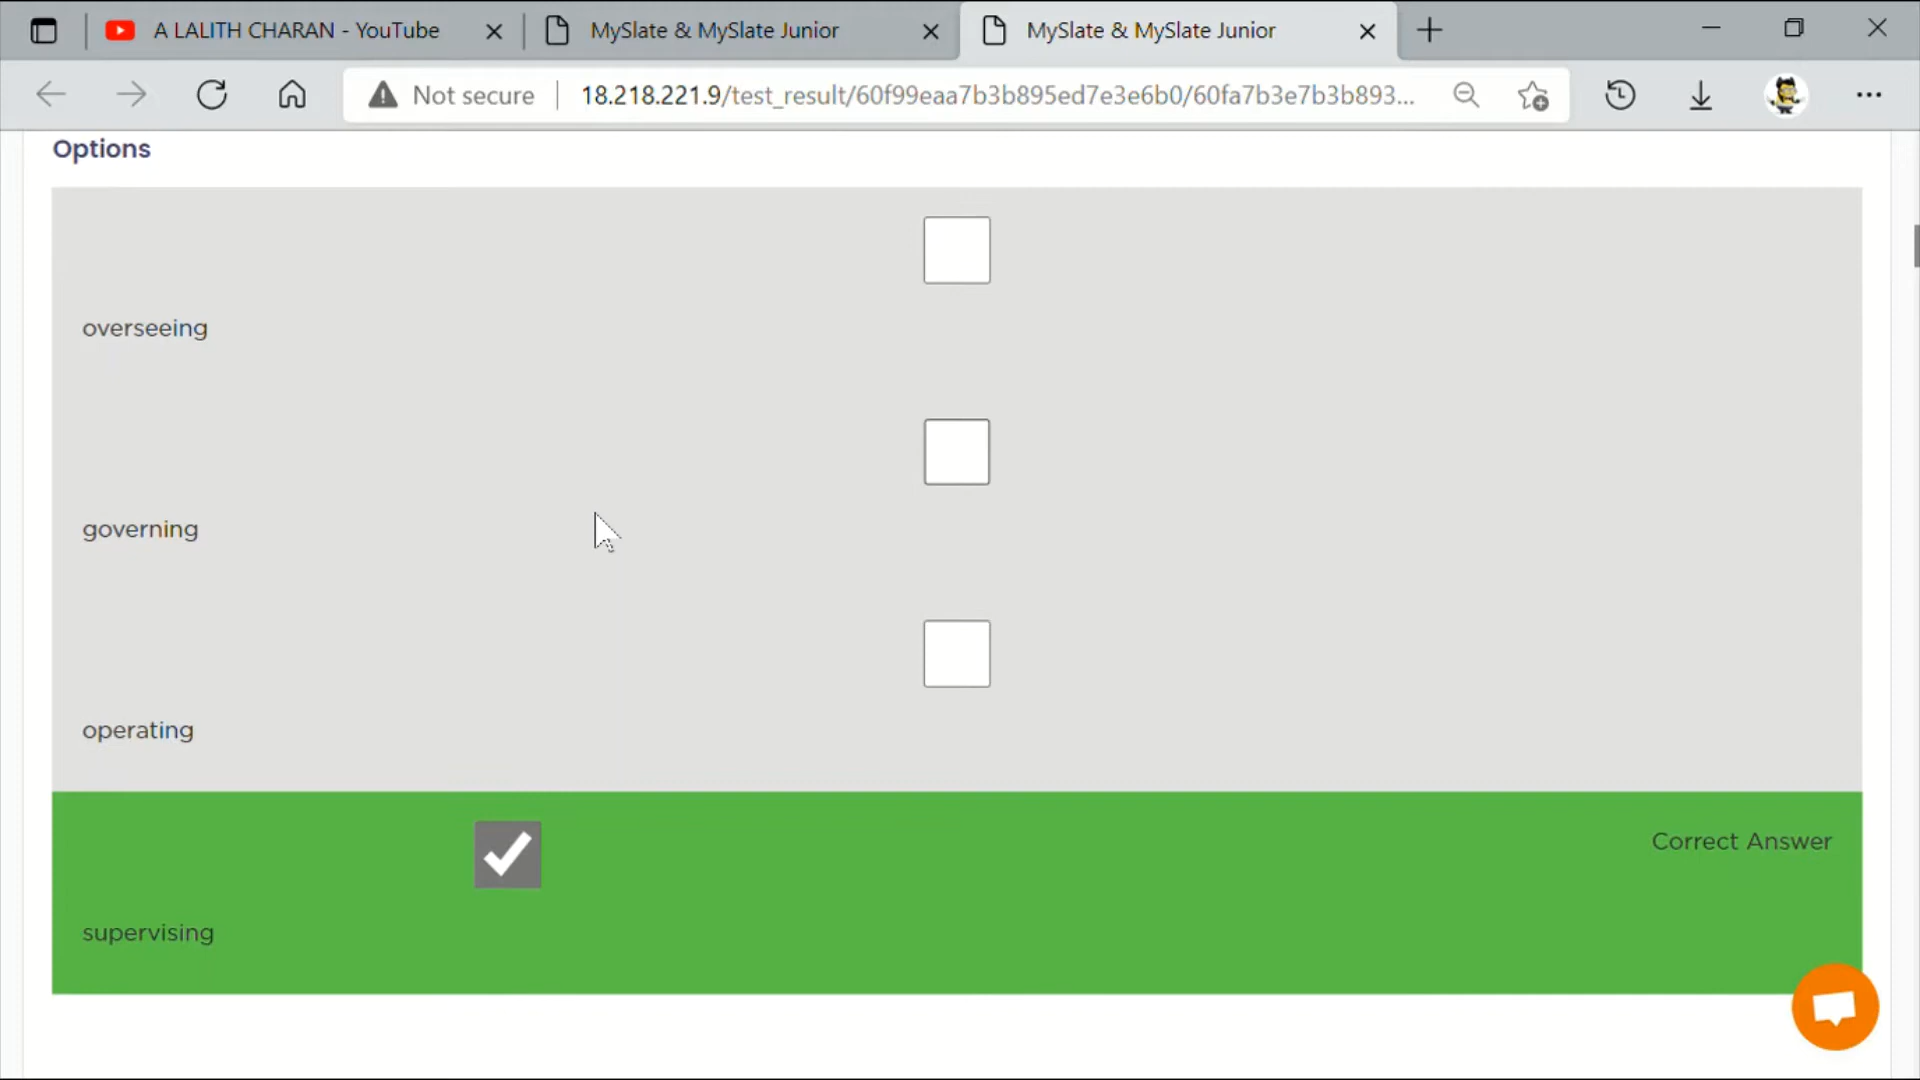 A LALITH CHARAN - YouTube
MySlate & MySlate Junior
MySlate & MySlate Junior
Not secure
18.218.221.9/test_result/60f99eaa7b3b895ed7e3e6b0/60fa7b3e7b3b893...
Options
overseeing
governing
operating
Correct Answer
supervising